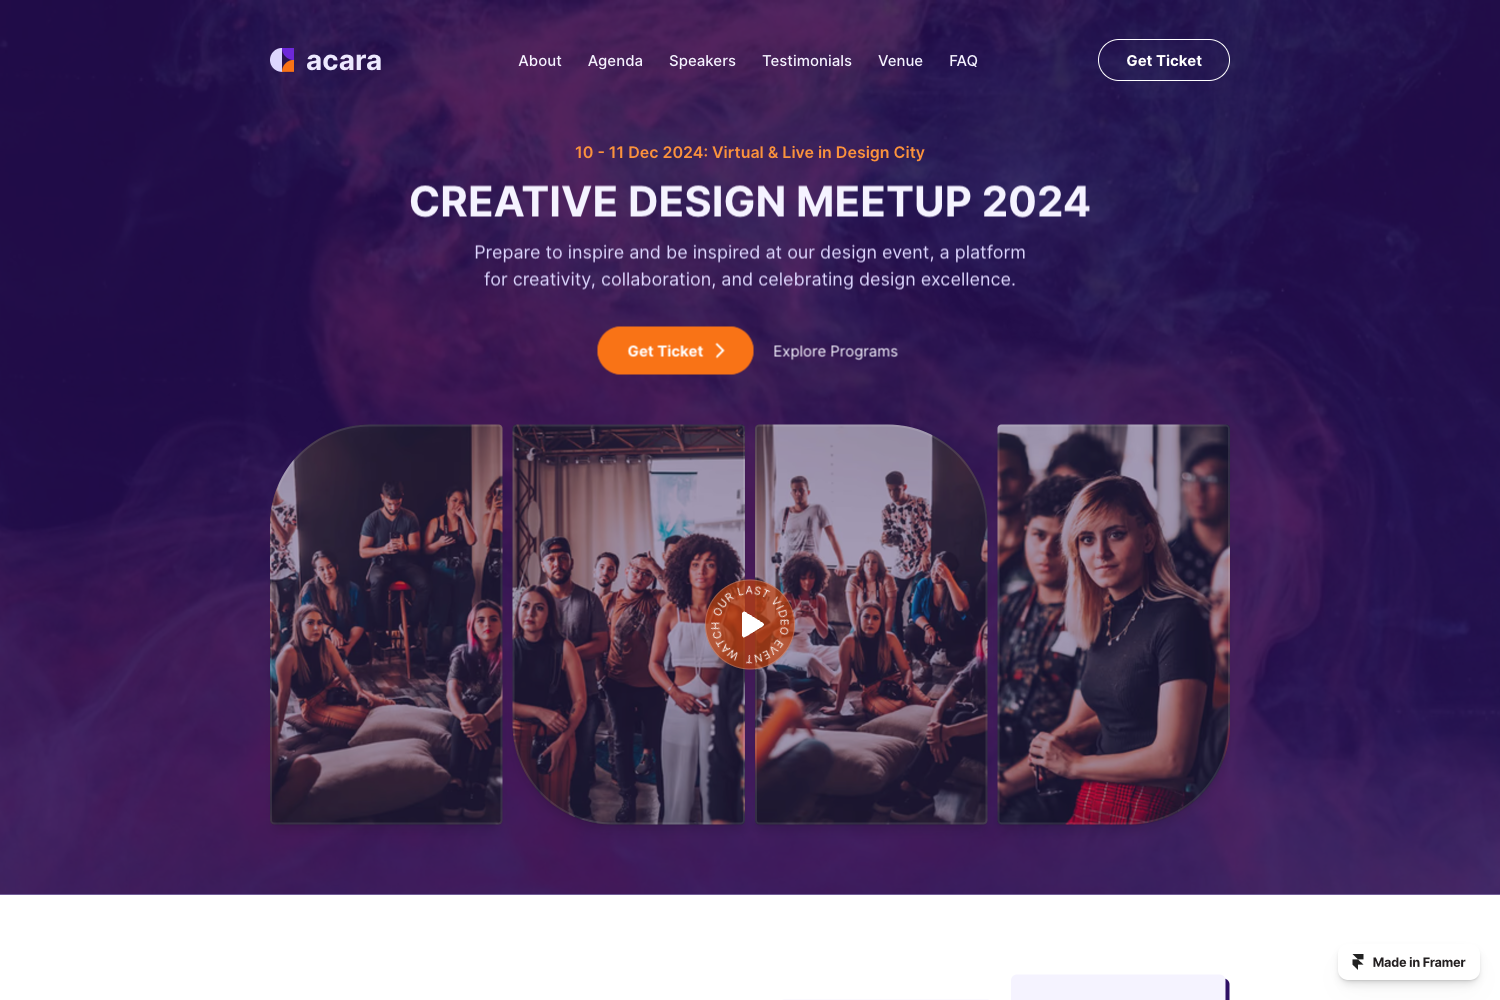 acara
About
Agenda
Speakers
Testimonials
Venue
FAQ
Get Ticket
10 - 11 Dec 2024: Virtual & Live in Design City
CREATIVE DESIGN MEETUP 2024
Prepare to inspire and be inspired at our design event, a platform
for creativity, collaboration, and celebrating design excellence.
Get Ticket
Explore Programs
WATCH OUR LAST VIDEO EVENT
Made in Framer